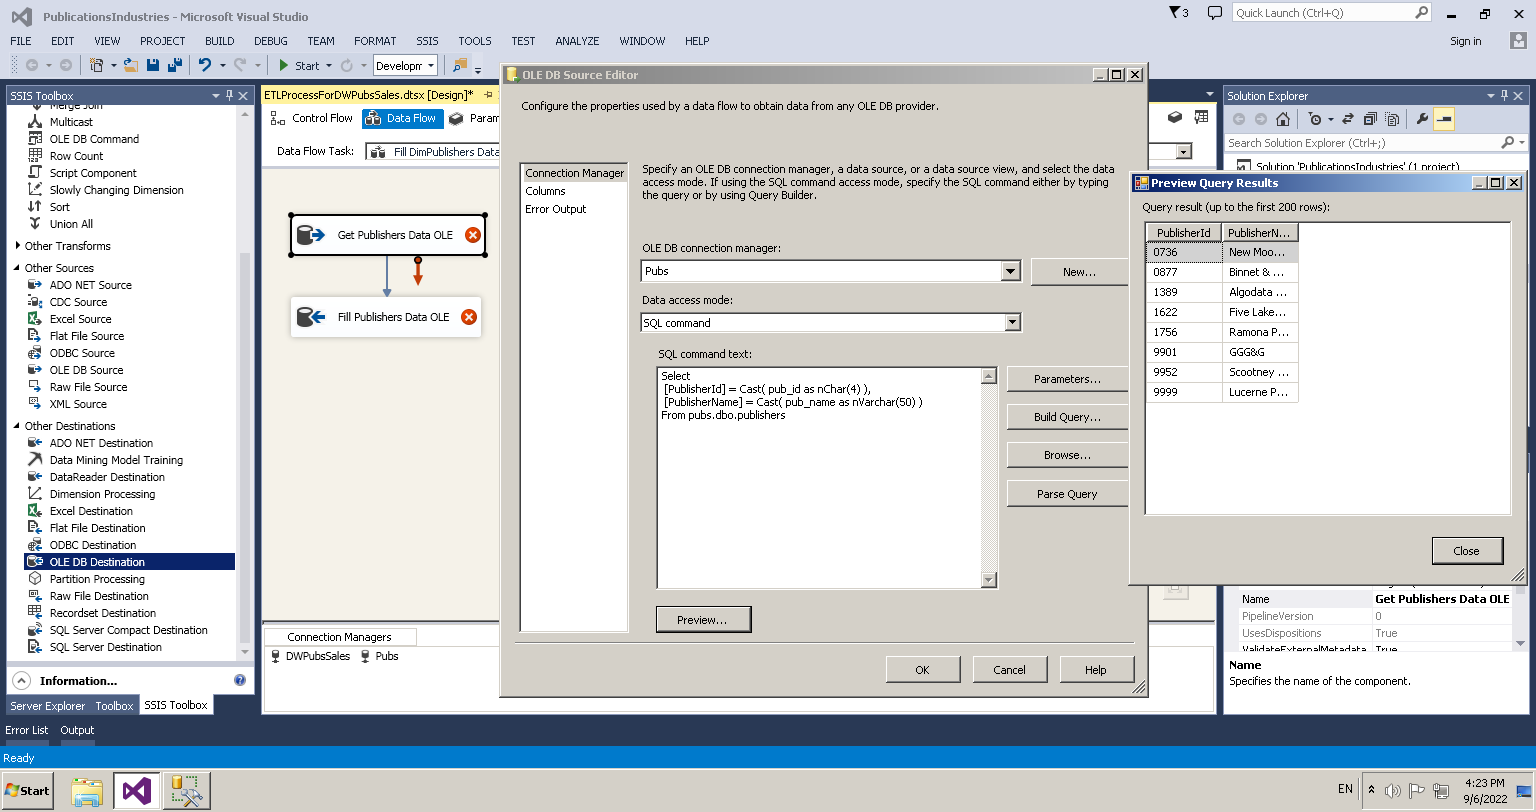 PublicationsIndustries - Microsoft Visual Studio
3
Quick Launch (Ctrl+Q)
FILE EDIT VIEW PROJECT BUILD DEBUG TEAM FORMAT SSIS TOOLS TEST ANALYZE WINDOW HELP
Sign in
Start
Developm
SSIS Toolbox
Merge Join
Multicast
OLE DB Command
Row Count
Script Component
Slowly Changing Dimension
Sort
Union All
Other Transforms
Other Sources
ADO NET Source
CDC Source
Excel Source
Flat File Source
ODBC Source
OLE DB Source
Raw File Source
XML Source
Other Destinations
ADO NET Destination
Data Mining Model Training
DataReader Destination
Dimension Processing
Excel Destination
Flat File Destination
ODBC Destination
OLE DB Destination
Partition Processing
Raw File Destination
Recordset Destination
SQL Server Compact Destination
SQL Server Destination
Information...
Server Explorer Toolbox SSIS Toolbox
ETLProcessForDWPubsSales.dtsx [Design]*
Control Flow
Data Flow
Param
Data Flow Task:
Fill DimPublishers Data
Get Publishers Data OLE
Fill Publishers Data OLE
Connection Managers
DWPubsSales
Pubs
OLE DB Source Editor
Configure the properties used by a data flow to obtain data from any OLE DB provider.
Connection Manager
Columns
Error Output
Specify an OLE DB connection manager, a data source, or a data source view, and select the data
access mode. If using the SQL command access mode, specify the SQL command either by typing
the query or by using Query Builder.
OLE DB connection manager:
Pubs
New...
Data access mode:
SQL command
SQL command text:
Select
[PublisherId] = Cast( pub_id as nChar(4) ),
[PublisherName] = Cast( pub_name as nVarchar(50) )
From pubs.dbo.publishers
Parameters...
Build Query...
Browse...
Parse Query
Preview...
OK
Cancel
Help
Solution Explorer
Search Solution Explorer (Ctrl+;)
Solution 'PublicationsIndustries' (1 project)
Preview Query Results
Query result (up to the first 200 rows):
PublisherId PublisherN...
0736 New Moo...
0877 Binnet & ...
1389 Algodata ...
1622 Five Lake...
1756 Ramona P...
9901 GGG&G
9952 Scootney ...
9999 Lucerne P...
Close
Name Get Publishers Data OLE
PipelineVersion 0
UsesDispositions True
ValidateExternalMetadata True
Name
Specifies the name of the component.
Error List Output
Ready
Start
EN
4:23 PM
9/6/2022